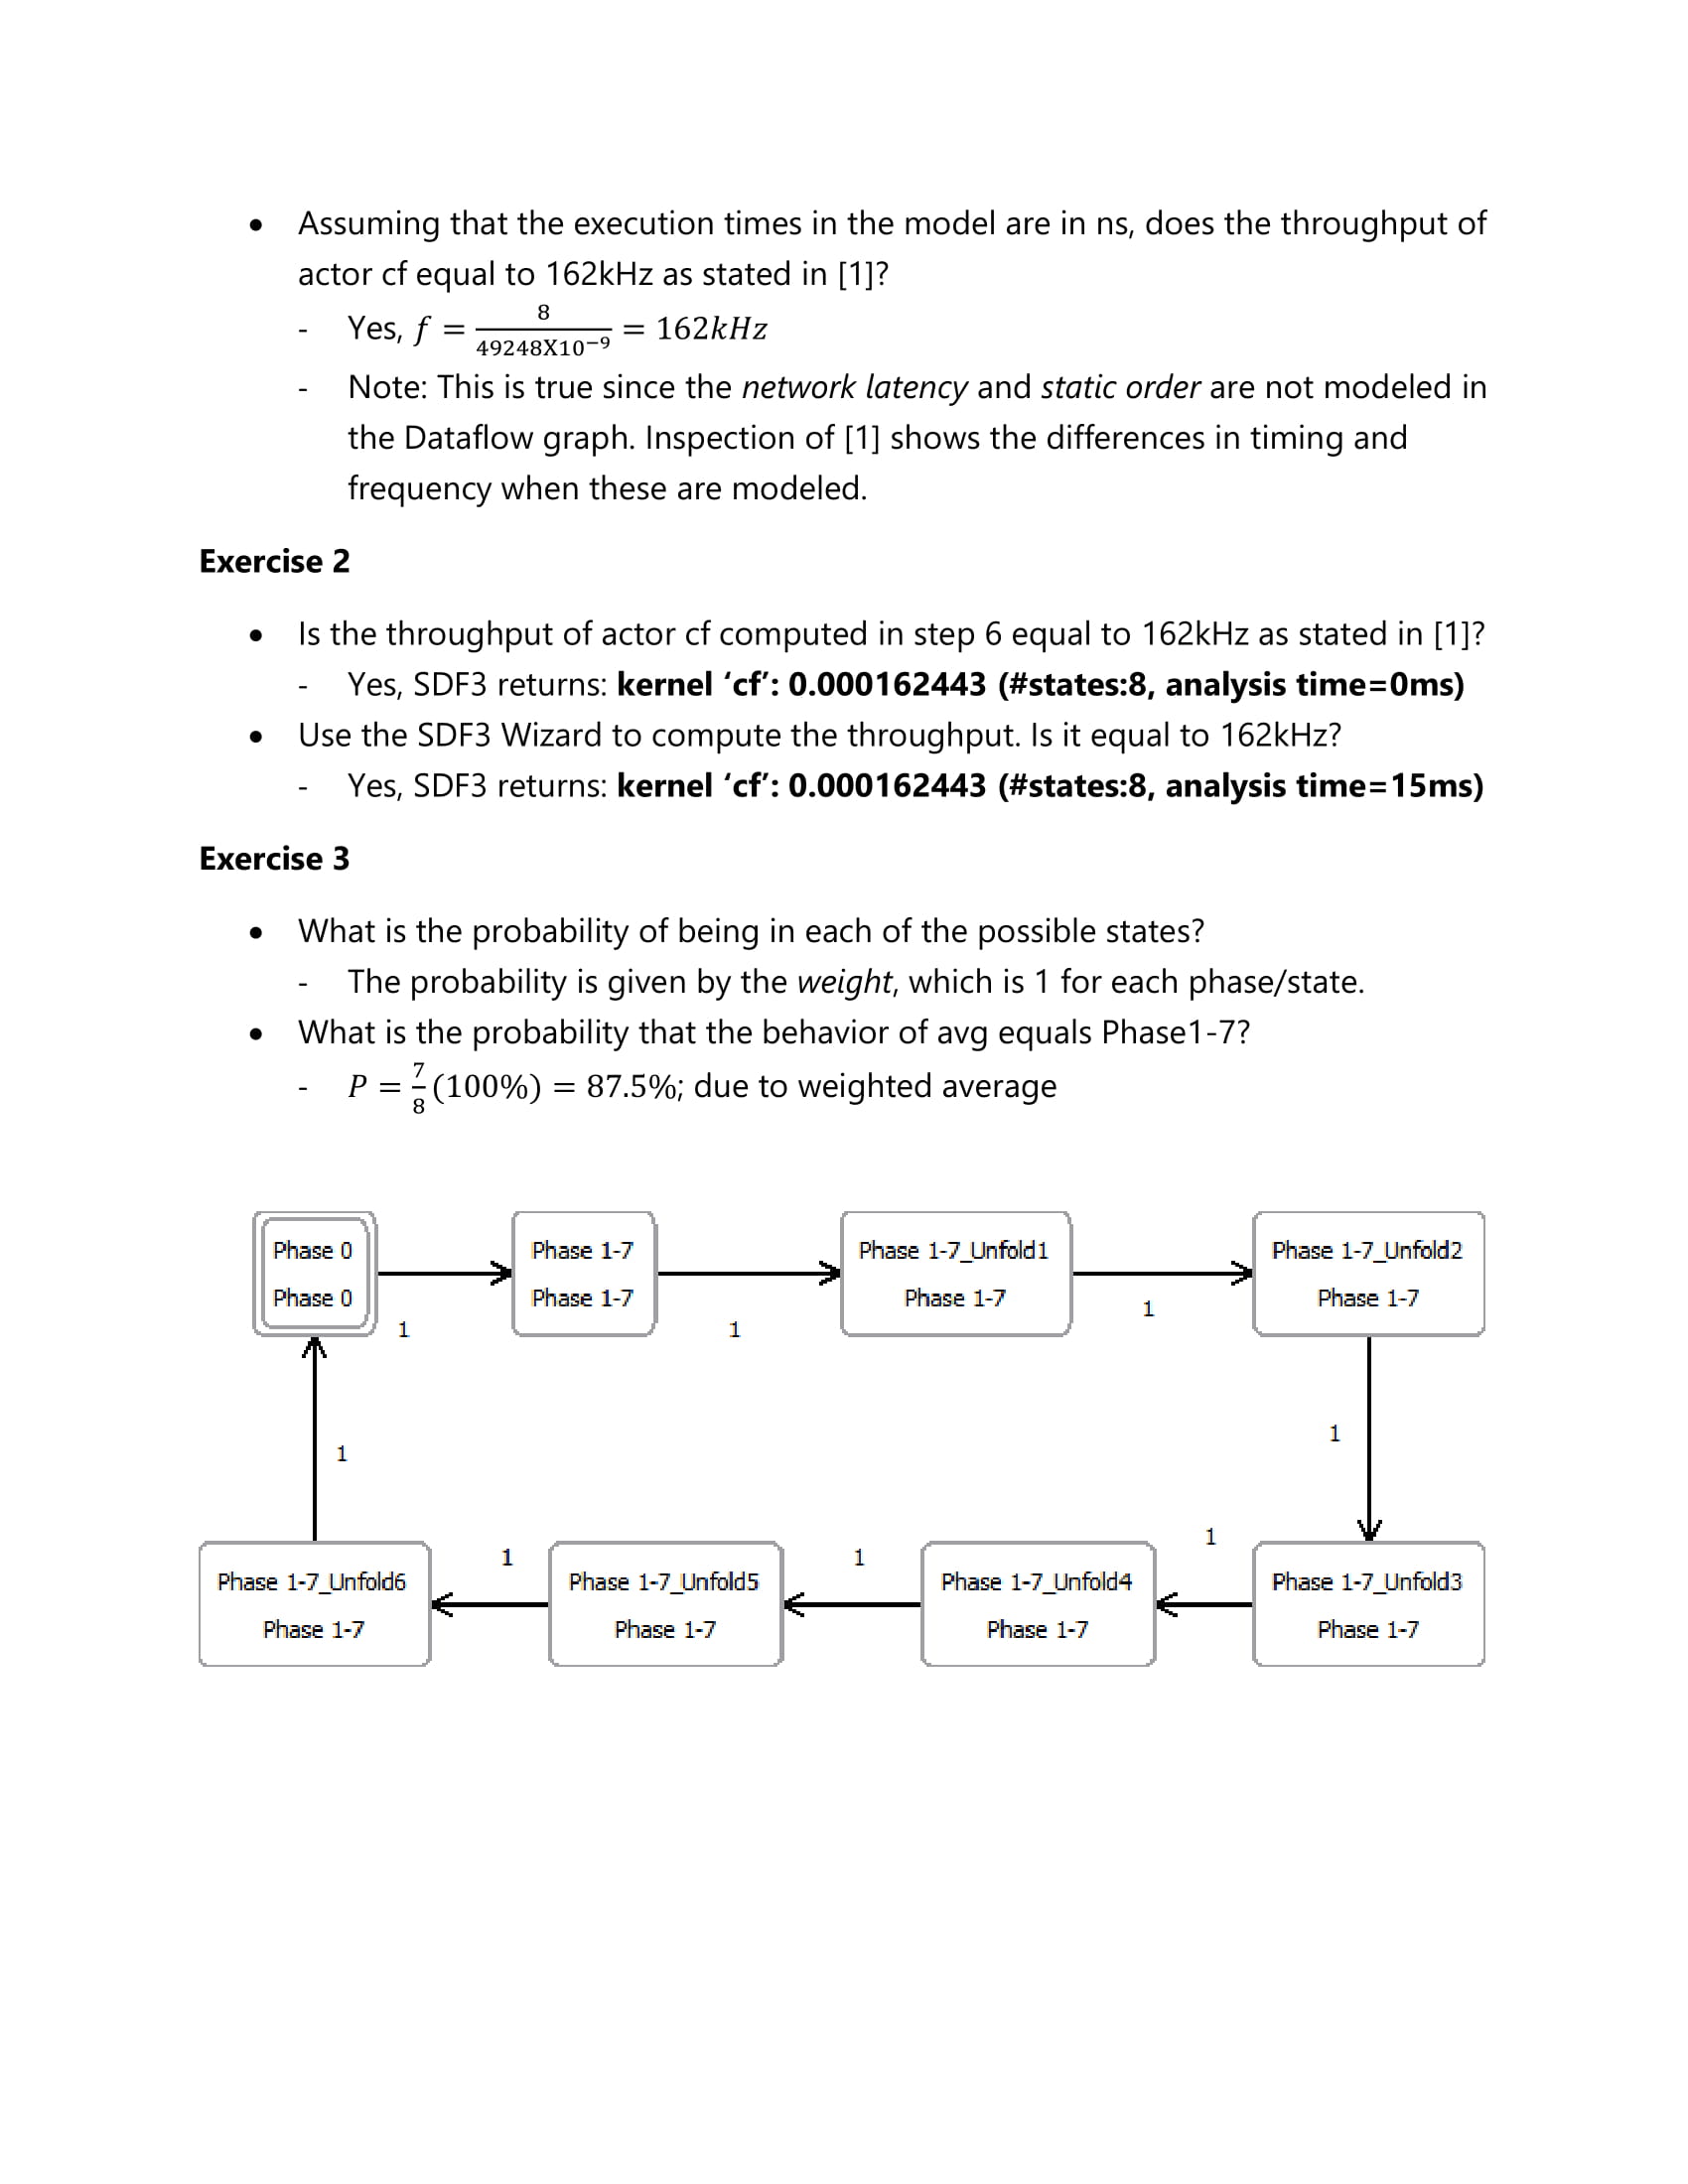 • Assuming that the execution times in the model are in ns, does the throughput of
actor cf equal to 162kHz as stated in [1]?
- Yes, f = 8 / 49248X10⁻⁹ = 162kHz
- Note: This is true since the network latency and static order are not modeled in
the Dataflow graph. Inspection of [1] shows the differences in timing and
frequency when these are modeled.
Exercise 2
• Is the throughput of actor cf computed in step 6 equal to 162kHz as stated in [1]?
- Yes, SDF3 returns: kernel ‘cf’: 0.000162443 (#states:8, analysis time=0ms)
• Use the SDF3 Wizard to compute the throughput. Is it equal to 162kHz?
- Yes, SDF3 returns: kernel ‘cf’: 0.000162443 (#states:8, analysis time=15ms)
Exercise 3
• What is the probability of being in each of the possible states?
- The probability is given by the weight, which is 1 for each phase/state.
• What is the probability that the behavior of avg equals Phase1-7?
- P = 7/8 (100%) = 87.5%; due to weighted average
Phase 0
Phase 0
1
Phase 1-7
Phase 1-7
1
Phase 1-7_Unfold1
Phase 1-7
1
Phase 1-7_Unfold2
Phase 1-7
1
Phase 1-7_Unfold3
Phase 1-7
1
Phase 1-7_Unfold4
Phase 1-7
1
Phase 1-7_Unfold5
Phase 1-7
1
Phase 1-7_Unfold6
Phase 1-7
1